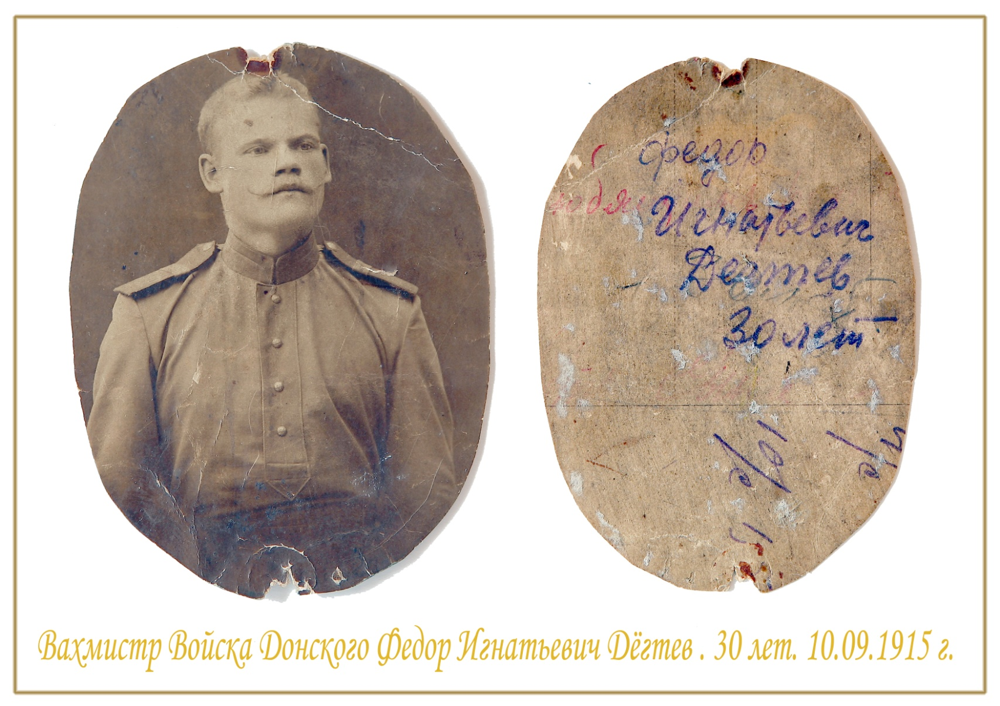 Федор
Игнатьевич
Дегтев
30 лет
Вахмистр Войска Донского Федор Игнатьевич Дёгтев . 30 лет. 10.09.1915 г.